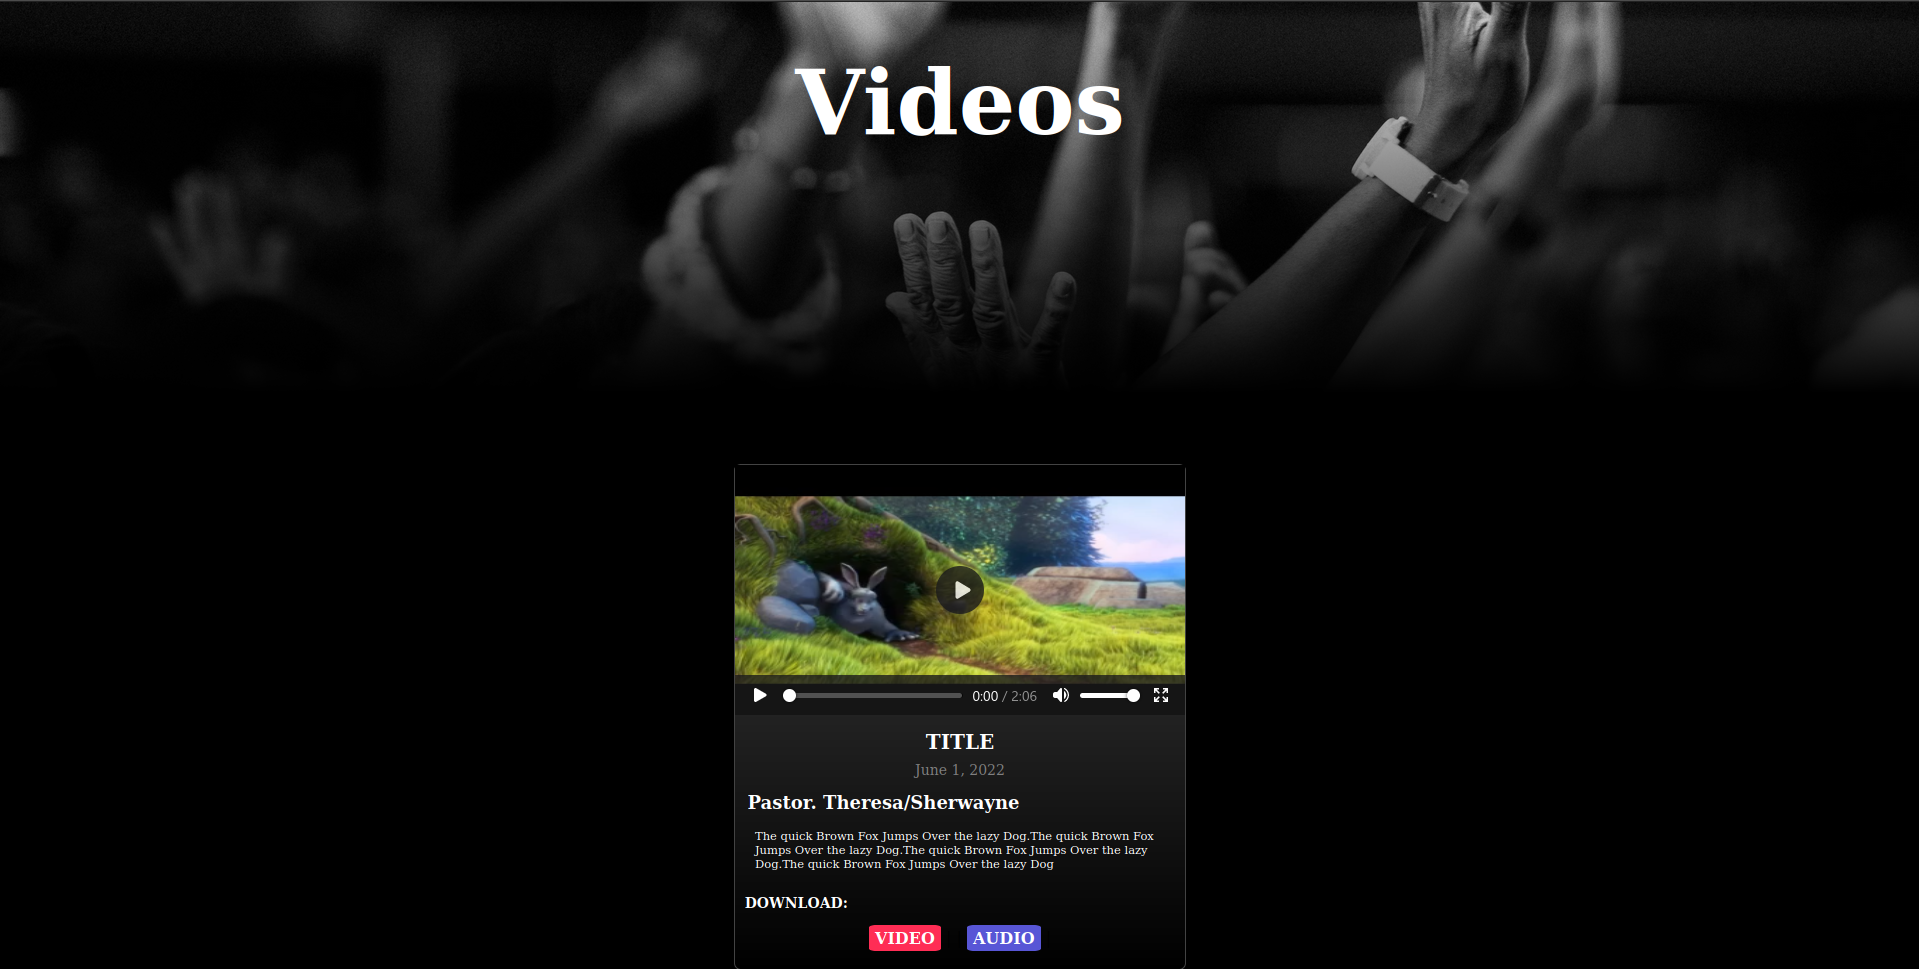 Videos
0:00 / 2:06
TITLE
June 1, 2022
Pastor. Theresa/Sherwayne
The quick Brown Fox Jumps Over the lazy Dog.The quick Brown Fox
Jumps Over the lazy Dog.The quick Brown Fox Jumps Over the lazy
Dog.The quick Brown Fox Jumps Over the lazy Dog
DOWNLOAD:
VIDEO AUDIO